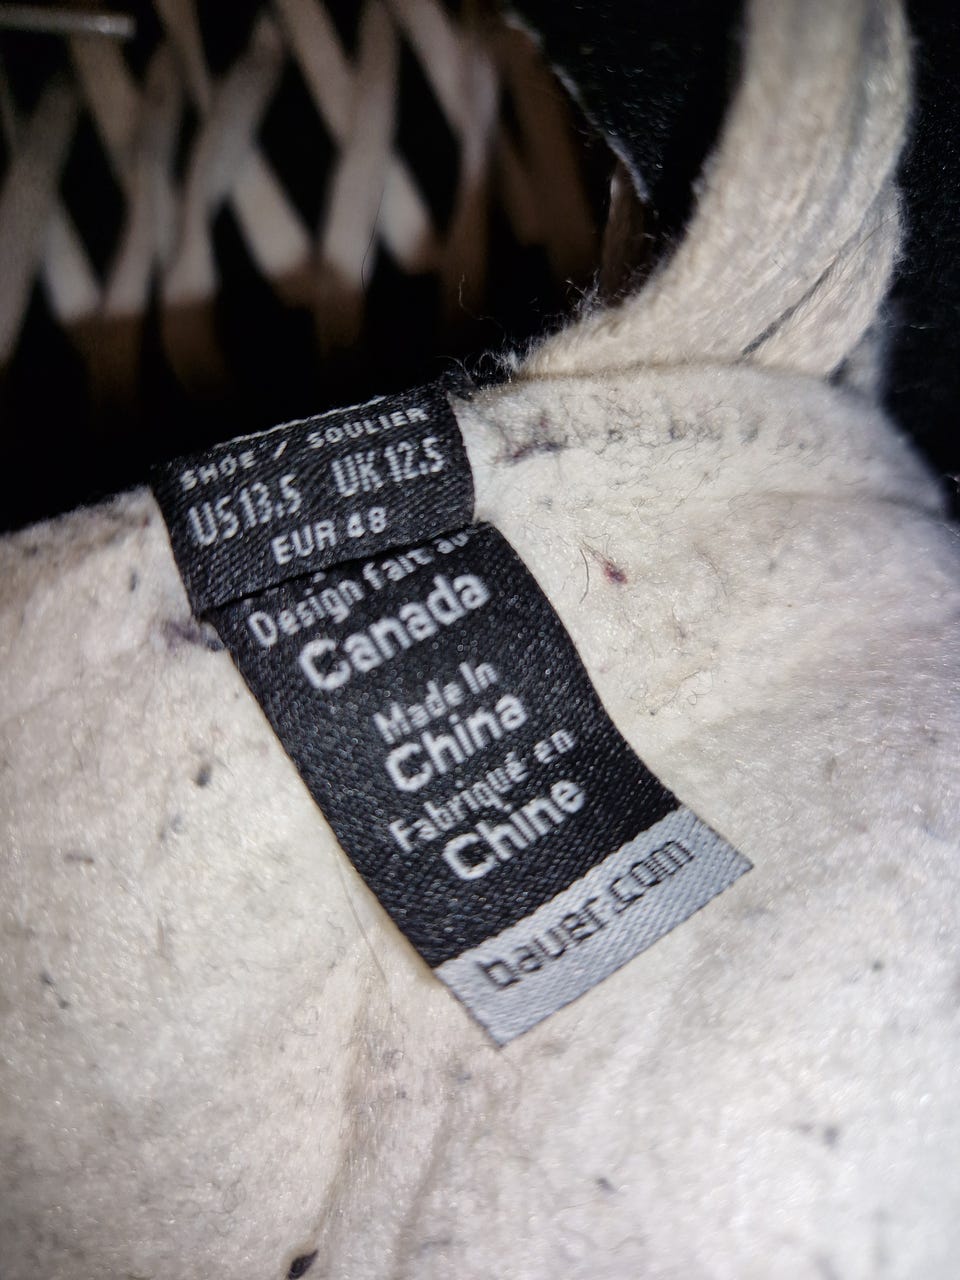 SHOE / SOULIER
US 13.5 UK 12.5
EUR 48
Design fait au
Canada
Made In
China
Fabriqué en
Chine
bauer.com